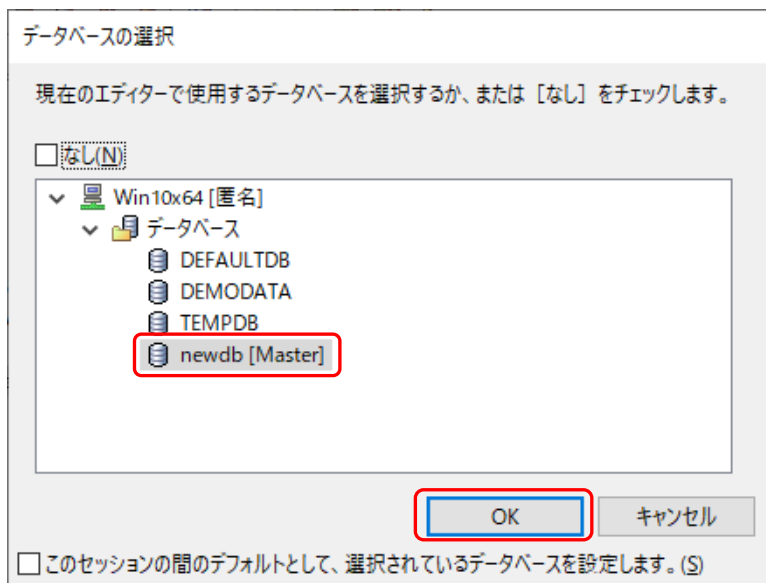 データベースの選択
現在のエディターで使用するデータベースを選択するか、または［なし］をチェックします。
なし(N)
Win10x64 [匿名]
データベース
DEFAULTDB
DEMODATA
TEMPDB
newdb [Master]
OK キャンセル
このセッションの間のデフォルトとして、選択されているデータベースを設定します。(S)